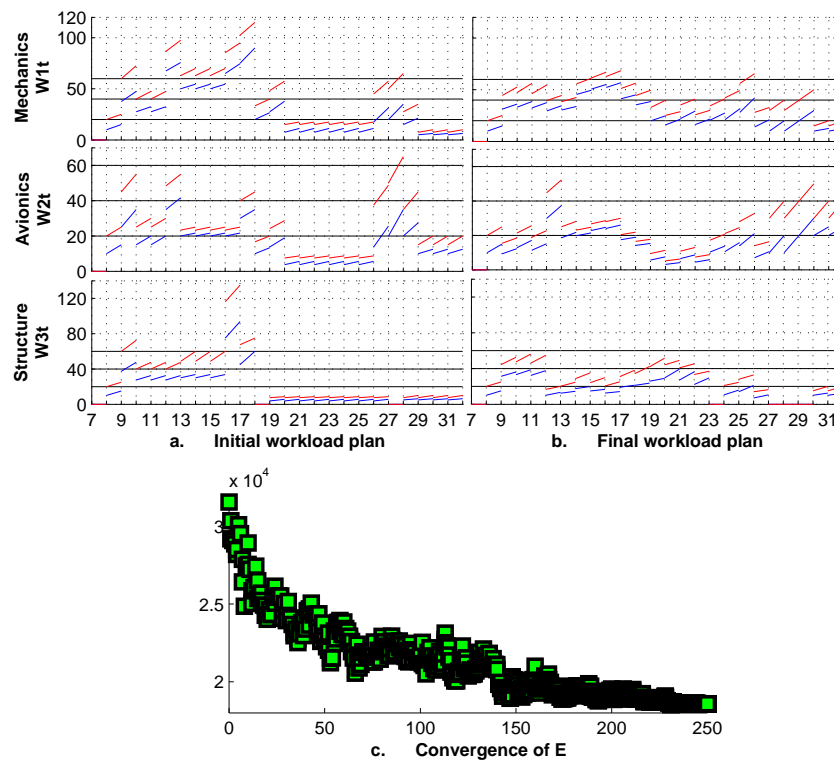 120
100
50
0
Mechanics
W1t
60
40
20
0
Avionics
W2t
120
80
40
0
Structure
W3t
7 9 11 13 15 17 19 21 23 25 27 29 31
7 9 11 13 15 17 19 21 23 25 27 29 31
a. Initial workload plan
b. Final workload plan
x 10^4
3
2.5
2
0 50 100 150 200 250
c. Convergence of E